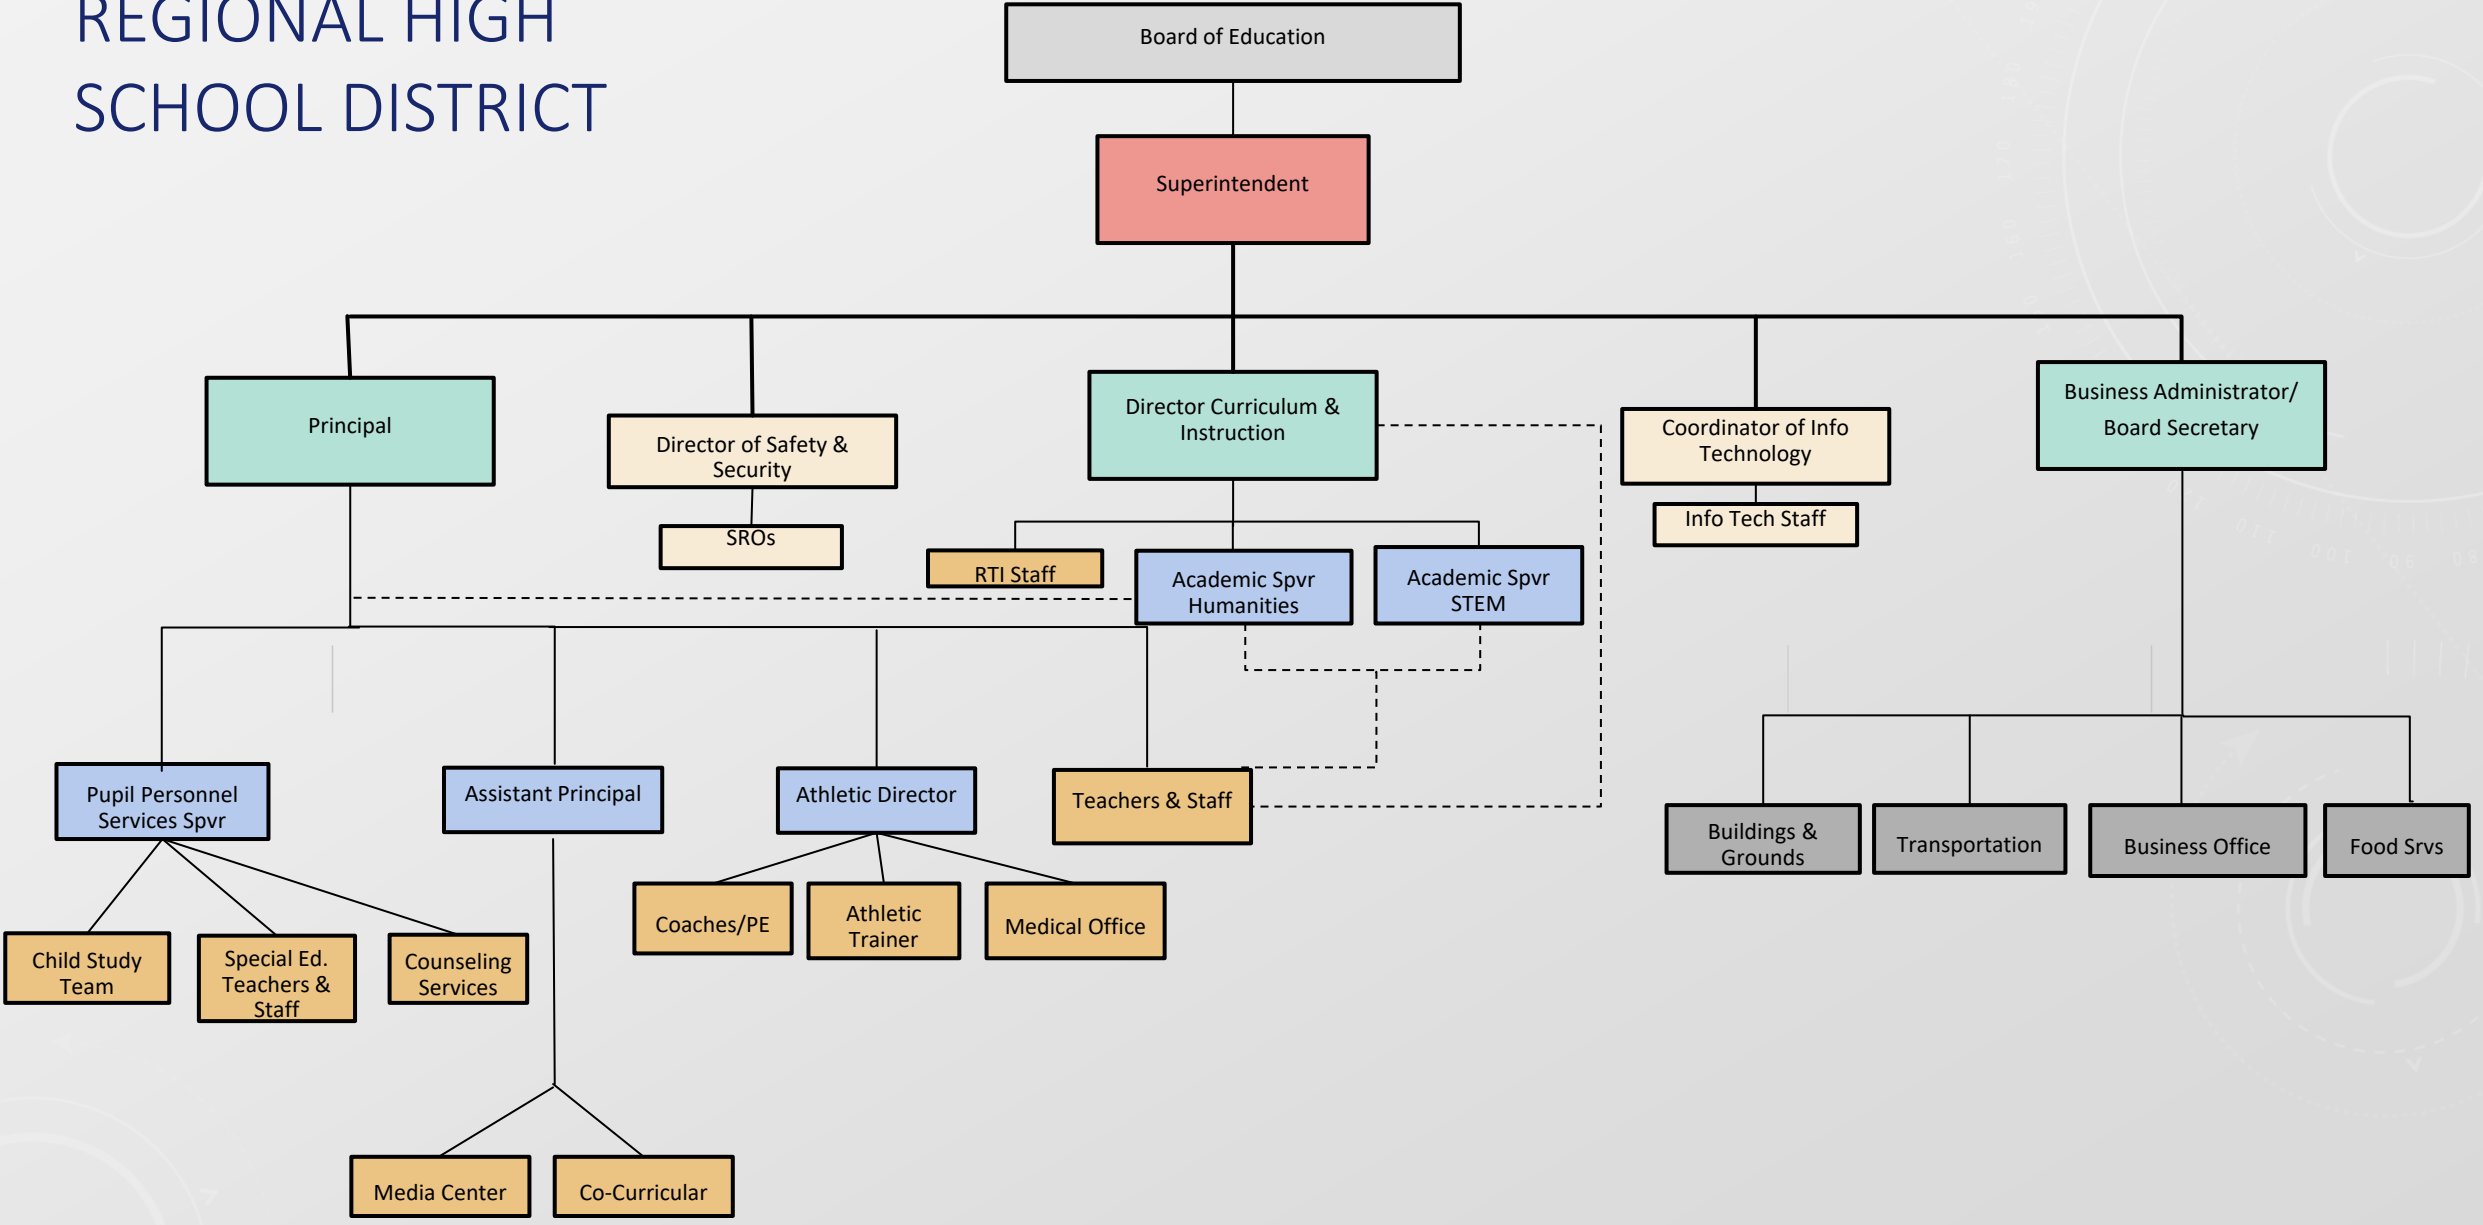 REGIONAL HIGH
SCHOOL DISTRICT
Board of Education
Superintendent
Principal
Director of Safety &
Security
SROs
Director Curriculum &
Instruction
RTI Staff
Academic Spvr
Humanities
Academic Spvr
STEM
Coordinator of Info
Technology
Info Tech Staff
Business Administrator/
Board Secretary
Pupil Personnel
Services Spvr
Assistant Principal
Athletic Director
Teachers & Staff
Buildings &
Grounds
Transportation
Business Office
Food Srvs
Child Study
Team
Special Ed.
Teachers &
Staff
Counseling
Services
Coaches/PE
Athletic
Trainer
Medical Office
Media Center
Co-Curricular